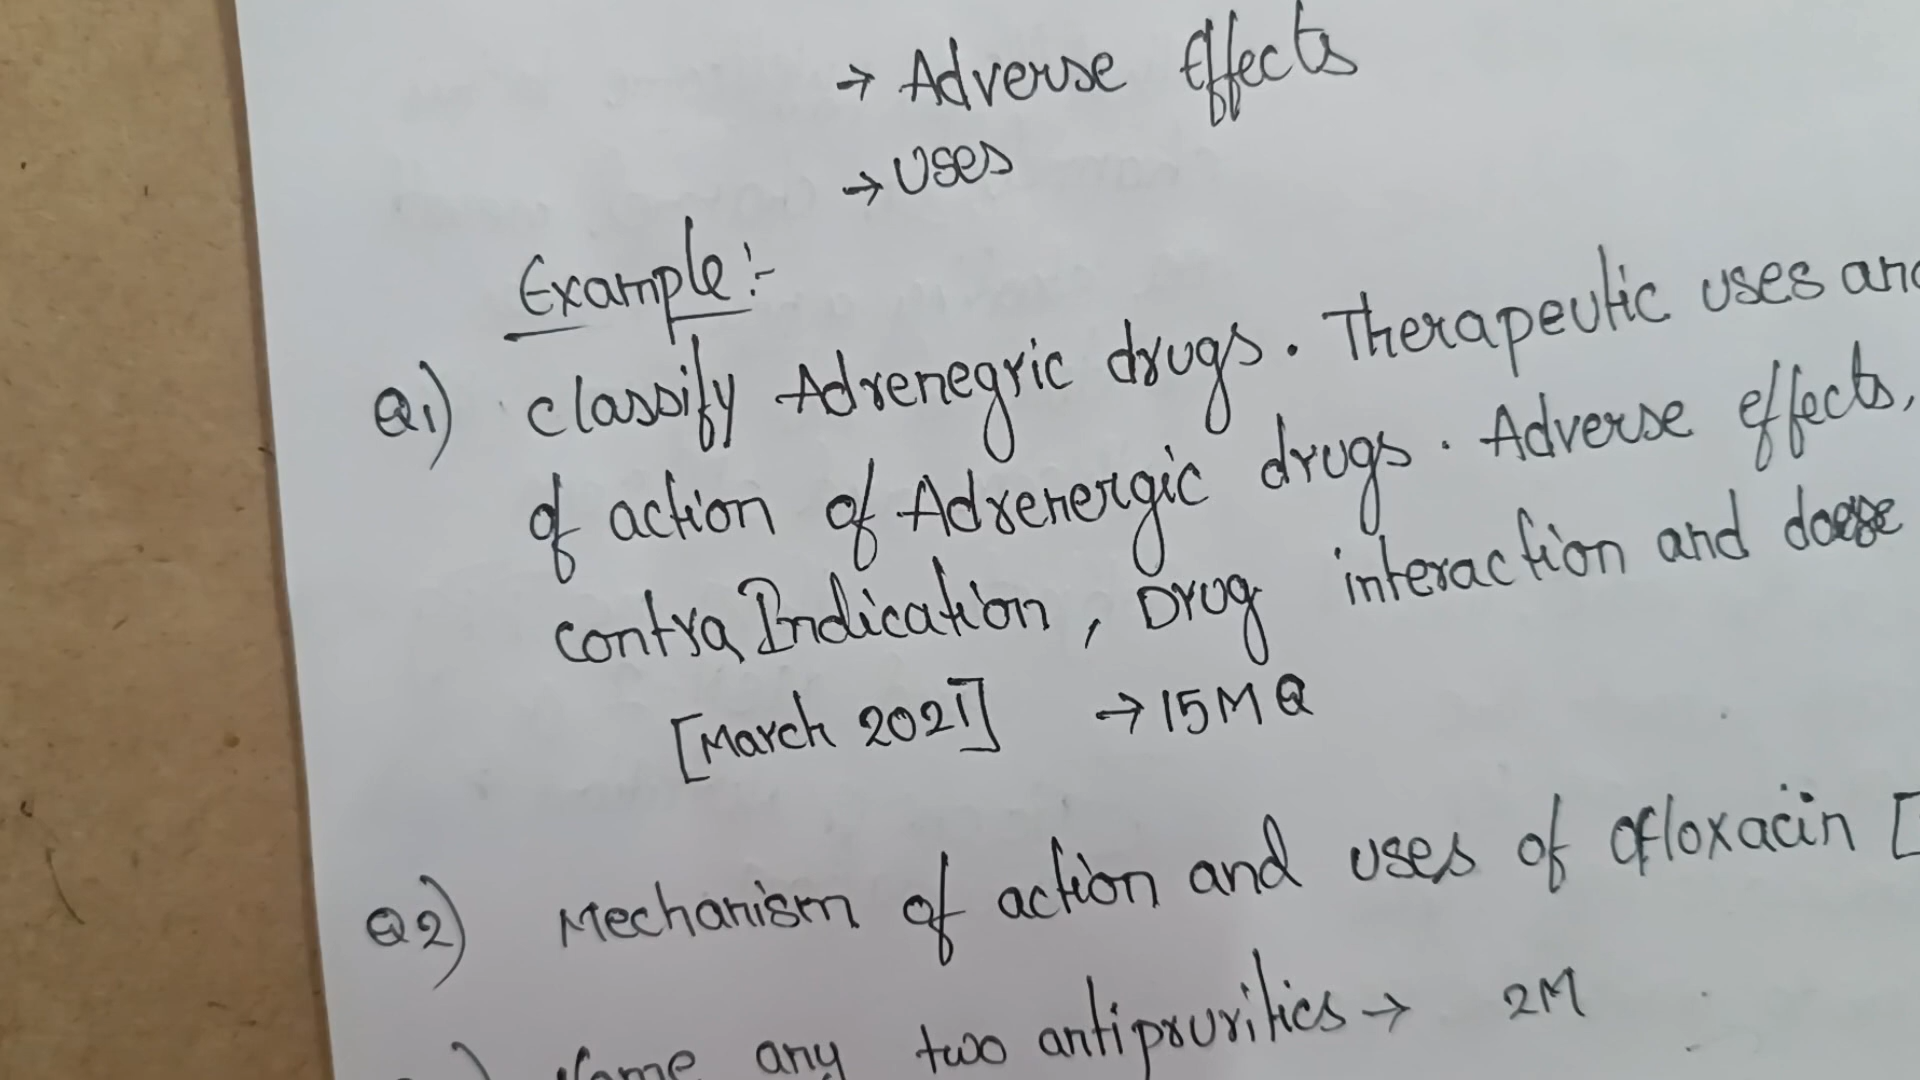 → Adverse Effects
→ Uses
Example:-
Q1) classify Adrenegric drugs. Therapeutic uses and
of action of Adrenergic drugs. Adverse effects,
contra Indication, Drug interaction and dose
[March 2021] → 15M Q
Q2) Mechanism of action and uses of ofloxacin [
Name any two antipruritics → 2M